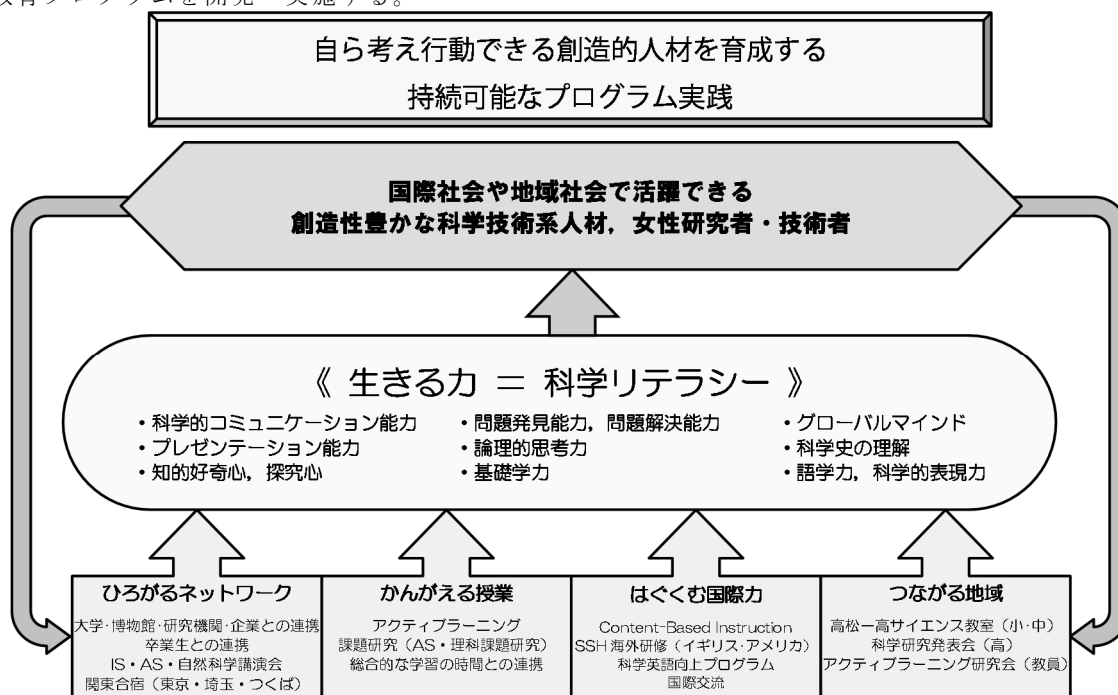 教育プログラムを開発・実施する。
自ら考え行動できる創造的人材を育成する
持続可能なプログラム実践
国際社会や地域社会で活躍できる
創造性豊かな科学技術系人材，女性研究者・技術者
《 生きる力 ＝ 科学リテラシー 》
・科学的コミュニケーション能力
・プレゼンテーション能力
・知的好奇心，探究心
・問題発見能力，問題解決能力
・論理的思考力
・基礎学力
・グローバルマインド
・科学史の理解
・語学力，科学的表現力
ひろがるネットワーク
大学・博物館・研究機関・企業との連携
卒業生との連携
IS・AS・自然科学講演会
関東合宿（東京・埼玉・つくば）
かんがえる授業
アクティブラーニング
課題研究（AS・理科課題研究）
総合的な学習の時間との連携
はぐくむ国際力
Content-Based Instruction
SSH 海外研修（イギリス・アメリカ）
科学英語向上プログラム
国際交流
つながる地域
高松一高サイエンス教室（小・中）
科学研究発表会（高）
アクティブラーニング研究会（教員）